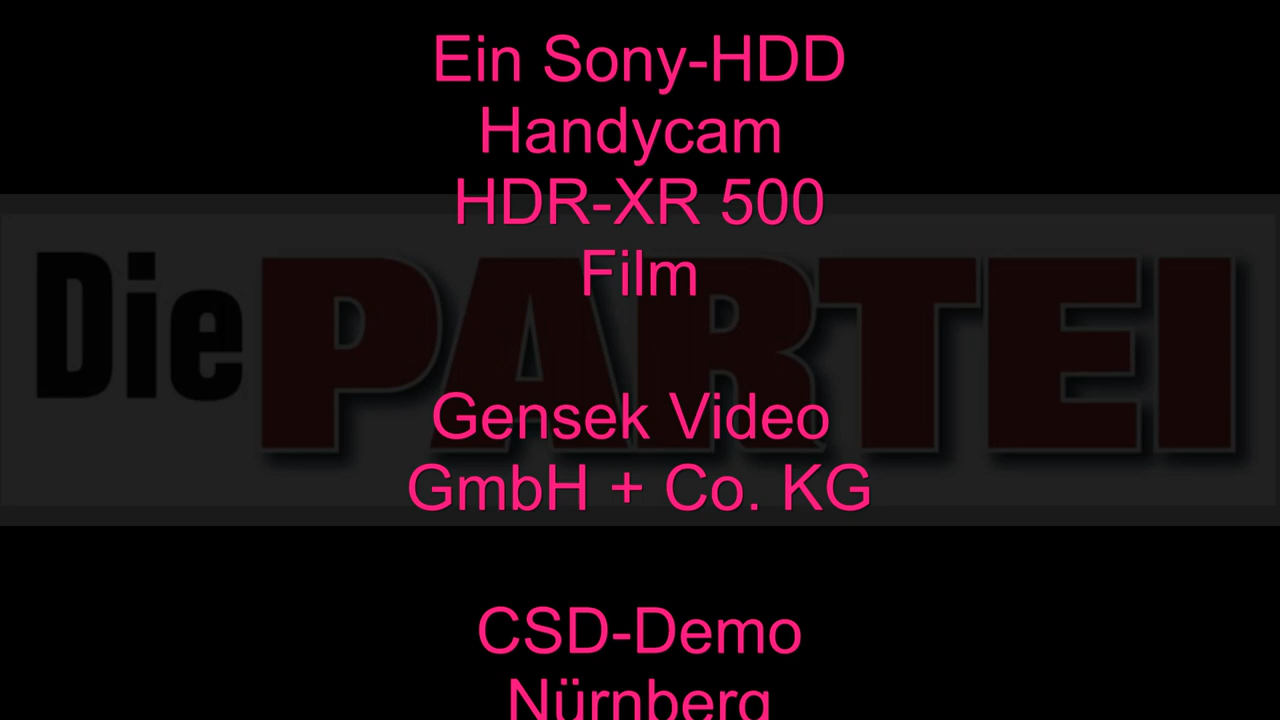 Ein Sony-HDD
Handycam
HDR-XR 500
Film
Die PARTEI
Gensek Video
GmbH + Co. KG
CSD-Demo
Nürnberg